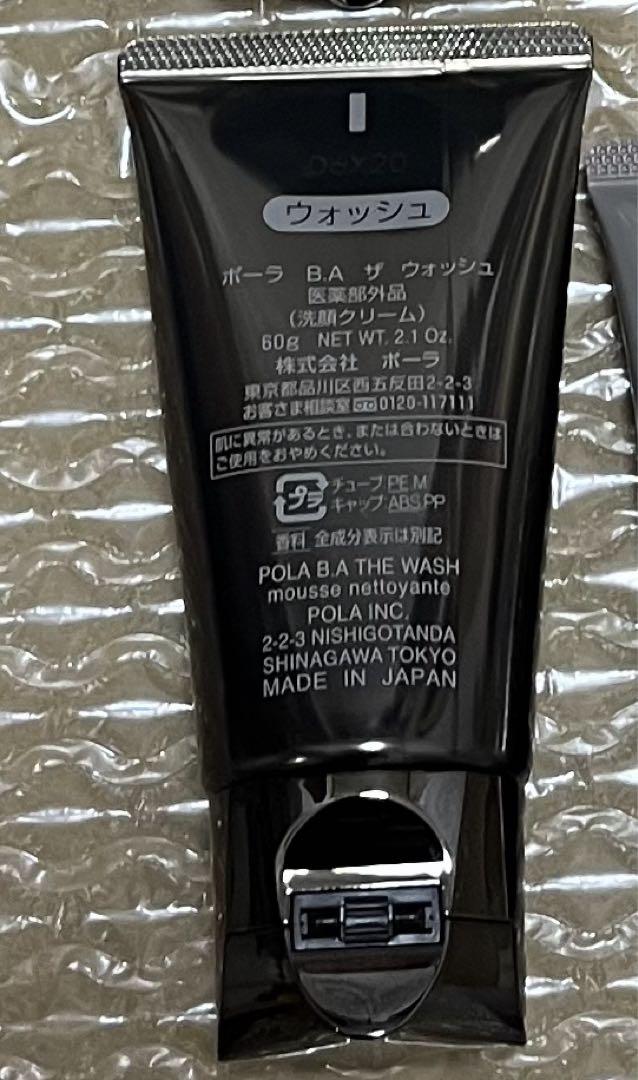 ウォッシュ
ポーラ B.A ザ ウォッシュ
医薬部外品
（洗顔クリーム）
60g NET WT. 2.1 Oz.
株式会社 ポーラ
東京都品川区西五反田2-2-3
お客さま相談室 0120-117111
肌に異常があるとき、または合わないときは
ご使用をおやめください。
プラ
チューブ:PE,M
キャップ:ABS,PP
香料 全成分表示は別記
POLA B.A THE WASH
mousse nettoyante
POLA INC.
2-2-3 NISHIGOTANDA
SHINAGAWA TOKYO
MADE IN JAPAN